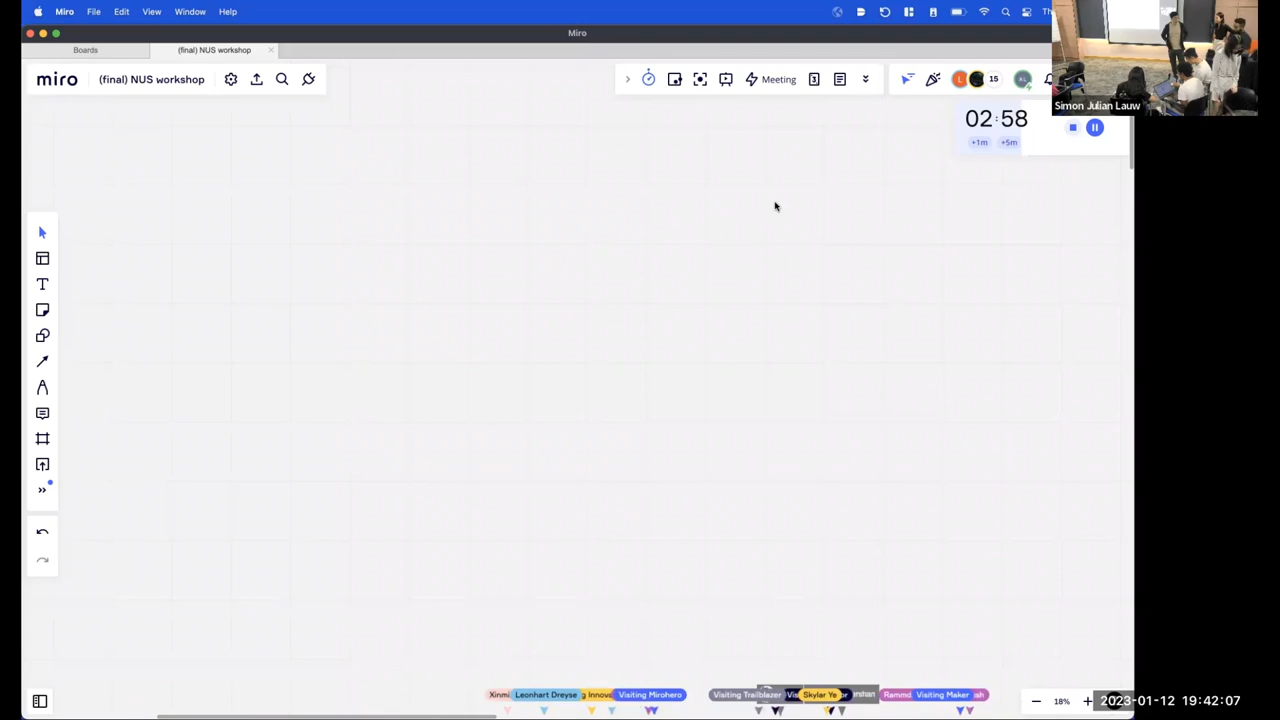 Miro File Edit View Window Help
Miro
Boards
(final) NUS workshop
miro (final) NUS workshop
Meeting
3
L
15
AL
02:58
+1m +5m
Simon Julian Lauw
Leonhart Dreyse
Visiting Mirohero
Visiting Trailblazer
Skylar Ye
Visiting Maker
18%
2023-01-12 19:42:07